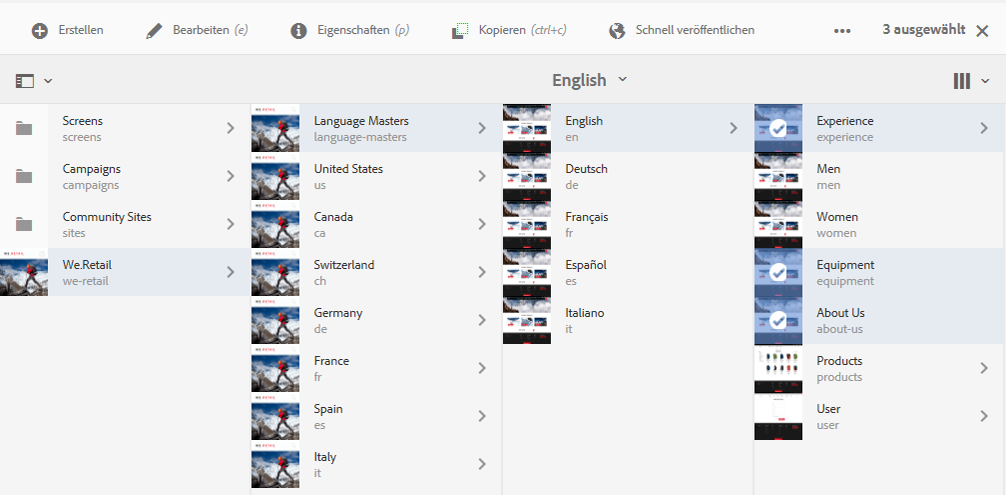 Erstellen Bearbeiten (e) Eigenschaften (p) Kopieren (ctrl+c) Schnell veröffentlichen ••• 3 ausgewählt
English
Screens
screens
Campaigns
campaigns
Community Sites
sites
We.Retail
we-retail
Language Masters
language-masters
United States
us
Canada
ca
Switzerland
ch
Germany
de
France
fr
Spain
es
Italy
it
English
en
Deutsch
de
Français
fr
Español
es
Italiano
it
Experience
experience
Men
men
Women
women
Equipment
equipment
About Us
about-us
Products
products
User
user